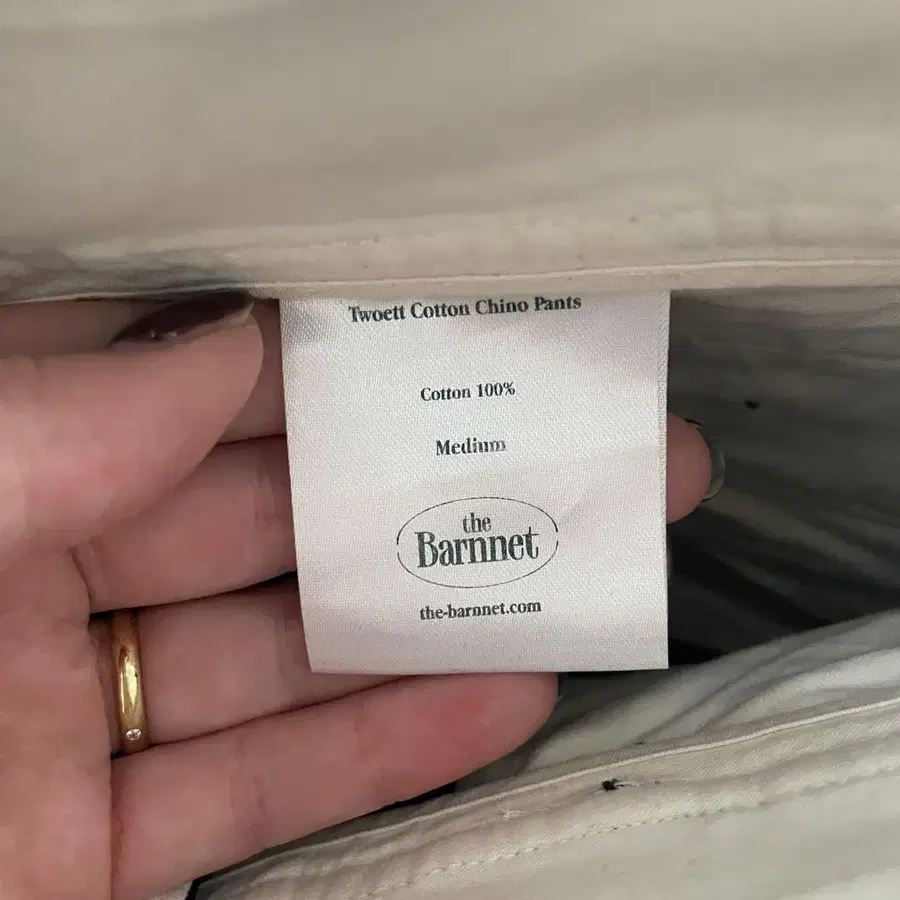 Twoett Cotton Chino Pants
Cotton 100%
Medium
the
Barnnet
the-barnnet.com